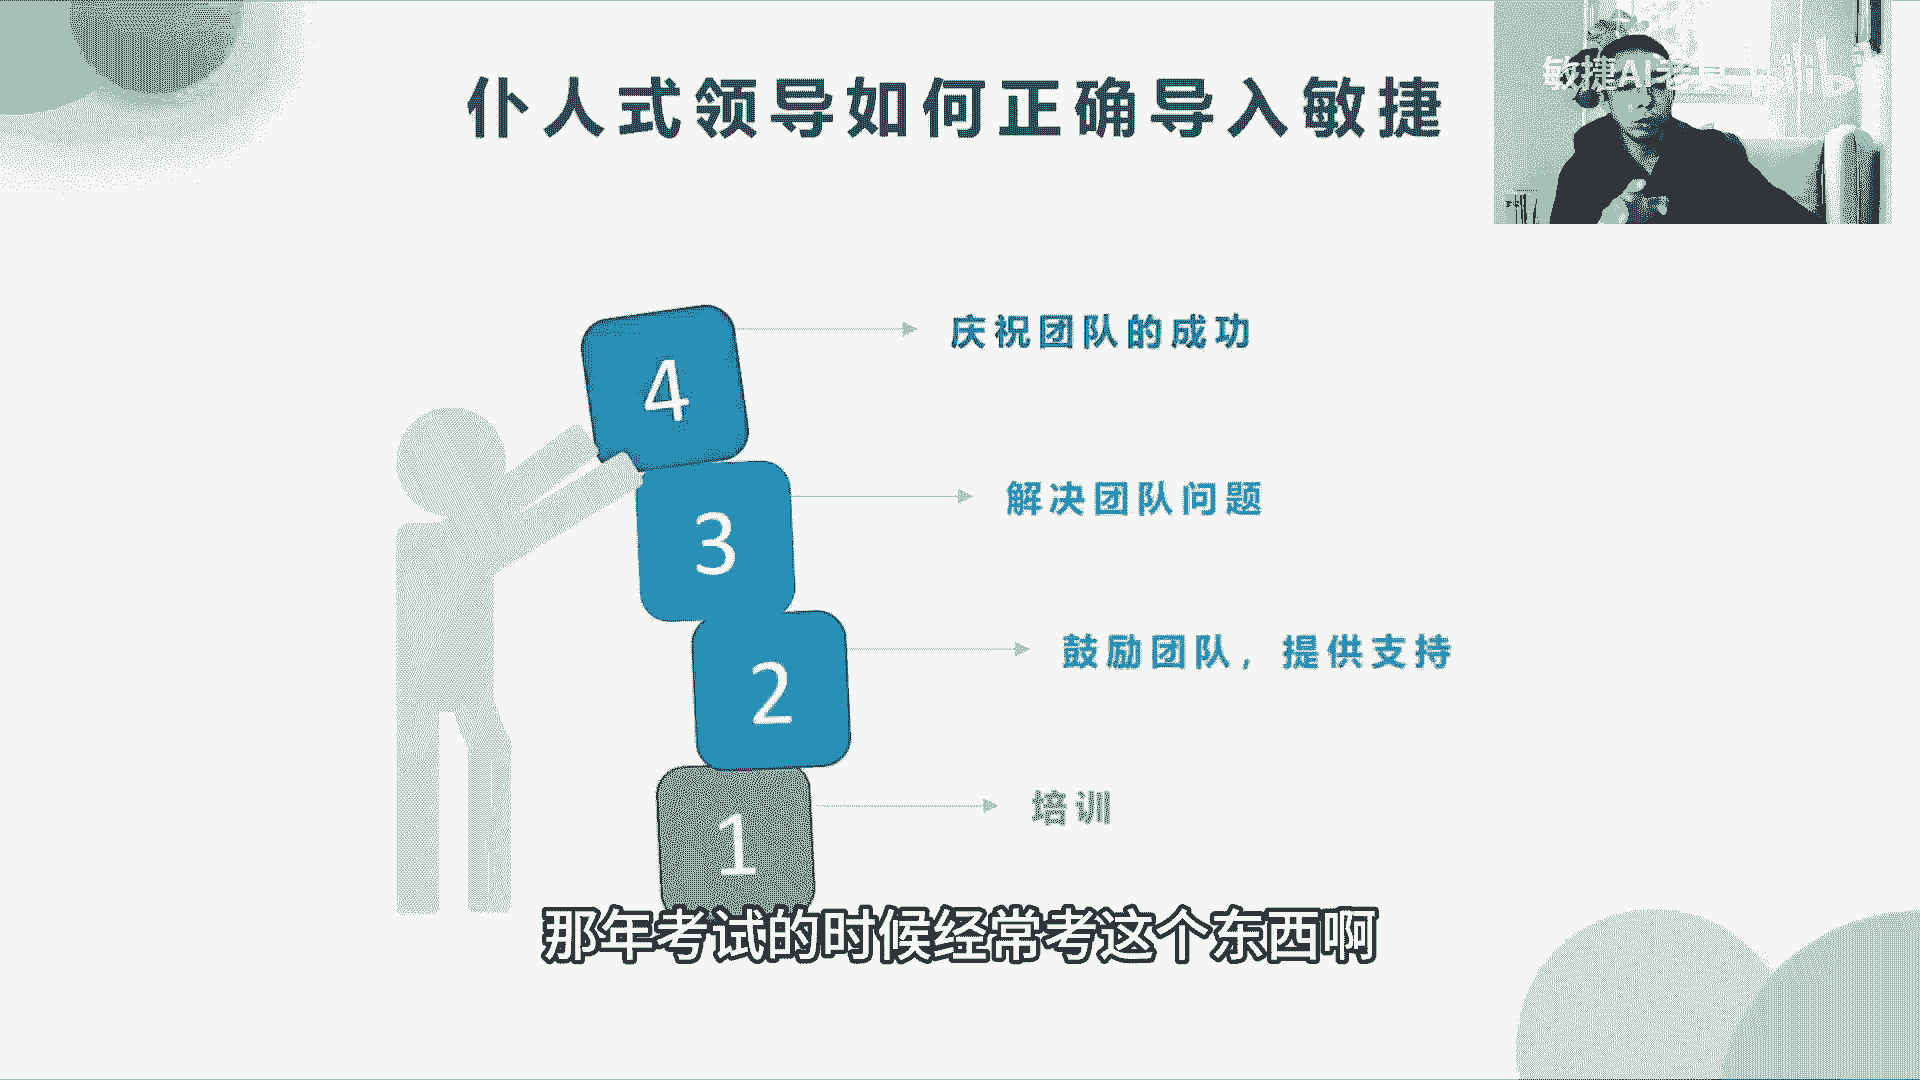 仆人式领导如何正确导入敏捷
敏捷AI老
4
庆祝团队的成功
3
解决团队问题
2
鼓励团队，提供支持
1
培训
那年考试的时候经常考这个东西啊